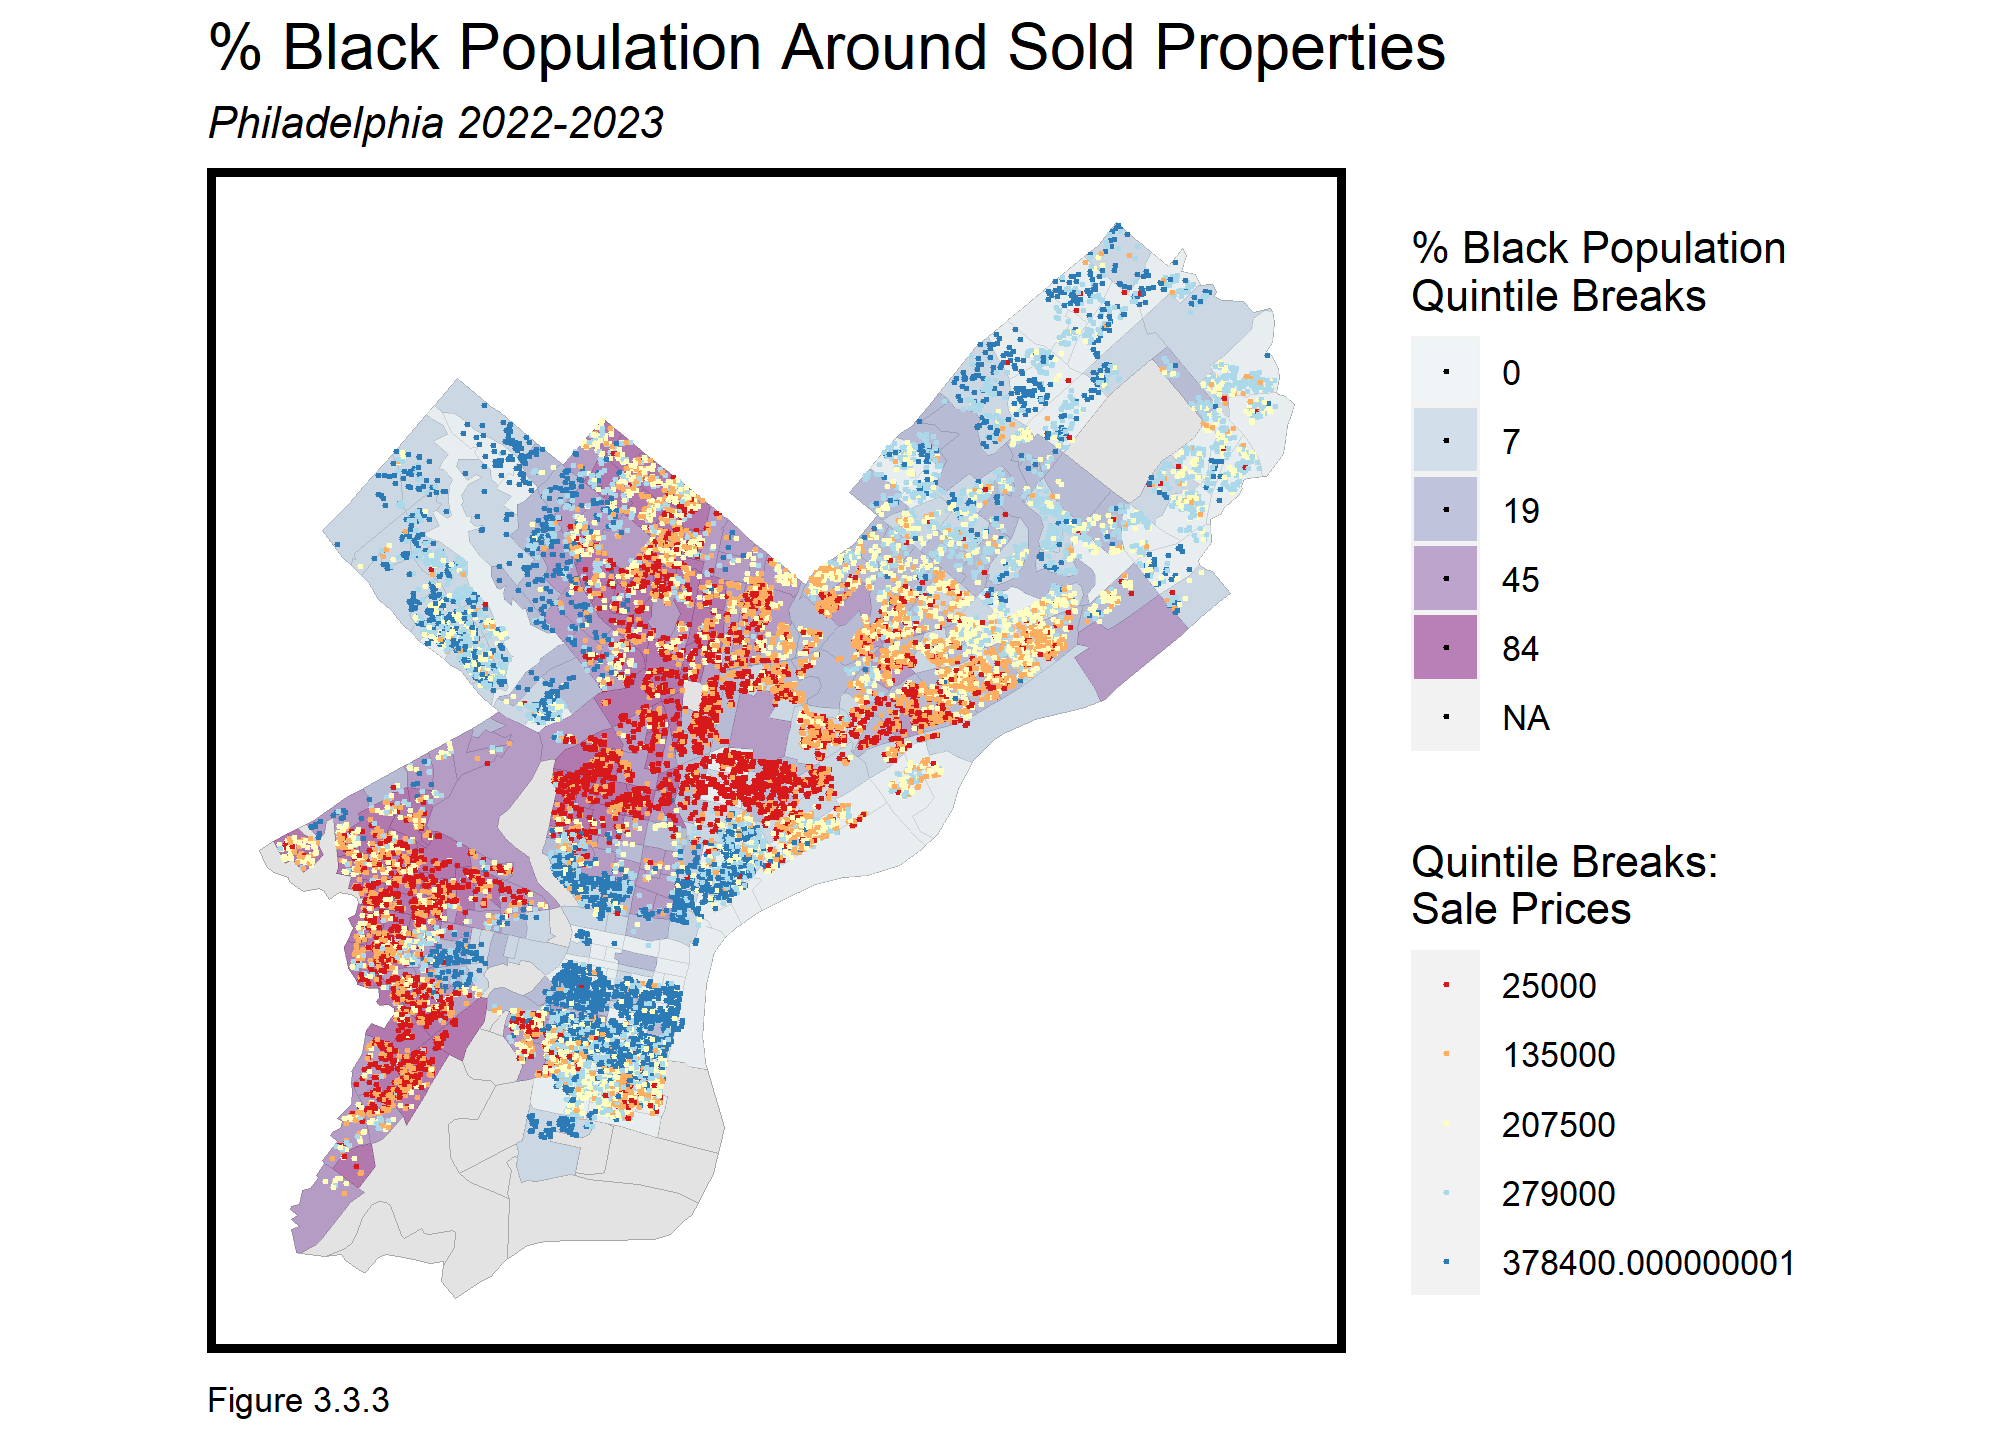 % Black Population Around Sold Properties
Philadelphia 2022-2023
% Black Population
Quintile Breaks
0
7
19
45
84
NA
Quintile Breaks:
Sale Prices
25000
135000
207500
279000
378400.000000001
Figure 3.3.3